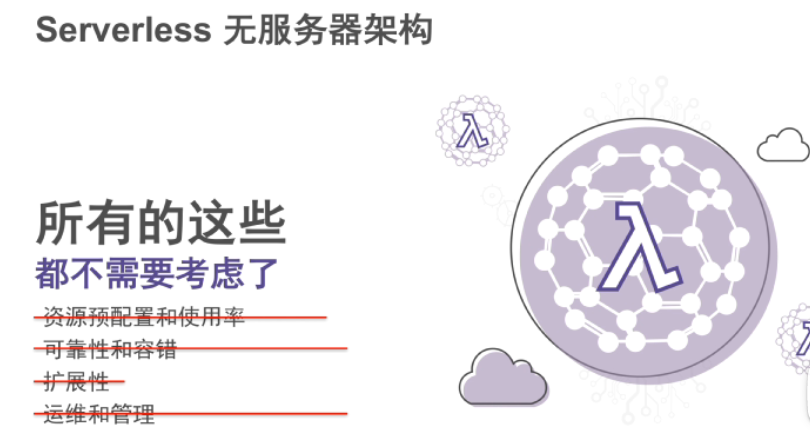 Serverless 无服务器架构
所有的这些
都不需要考虑了
资源预配置和使用率
可靠性和容错
扩展性
运维和管理
λ
λ
λ